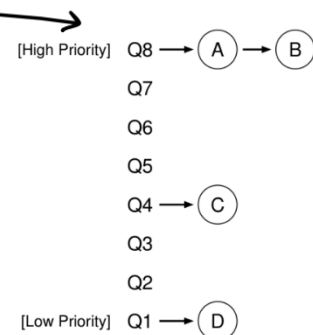 [High Priority] Q8 A B
Q7
Q6
Q5
Q4 C
Q3
Q2
[Low Priority] Q1 D